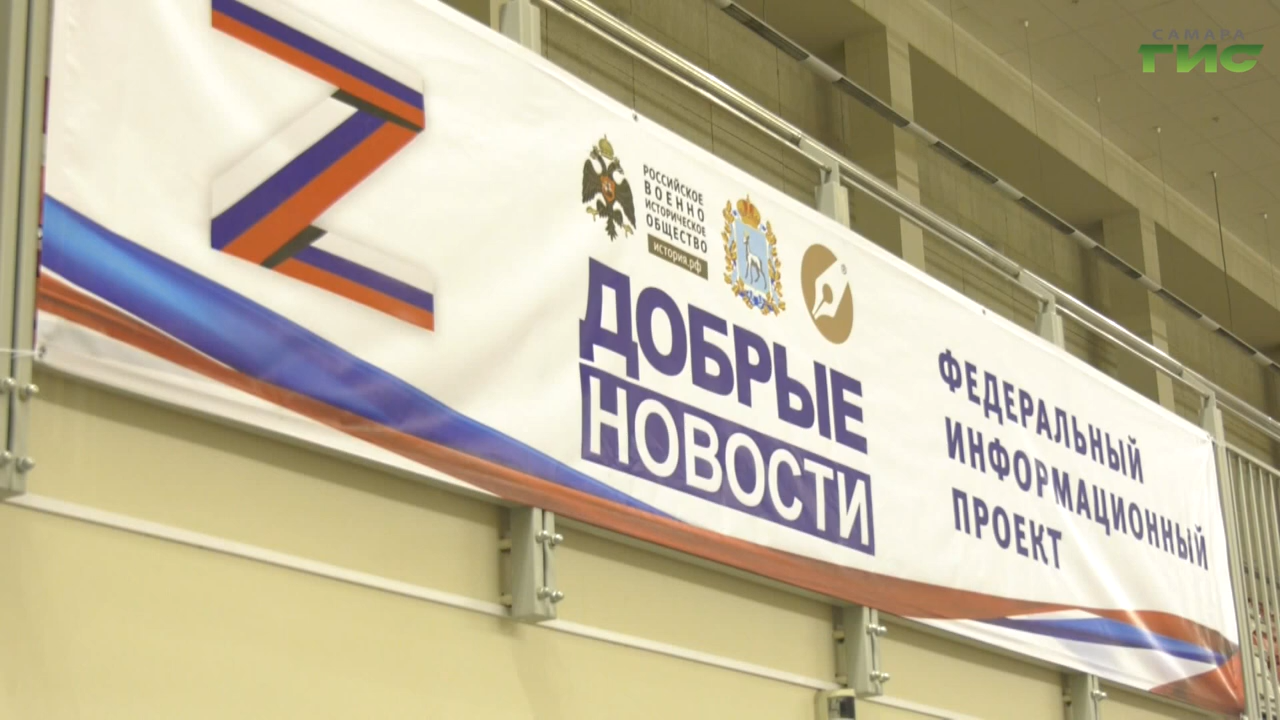 САМАРА
ГИС
Z
РОССИЙСКОЕ
ВОЕННО
ИСТОРИЧЕСКОЕ
ОБЩЕСТВО
история.рф
®
ДОБРЫЕ
НОВОСТИ
ФЕДЕРАЛЬНЫЙ
ИНФОРМАЦИОННЫЙ
ПРОЕКТ